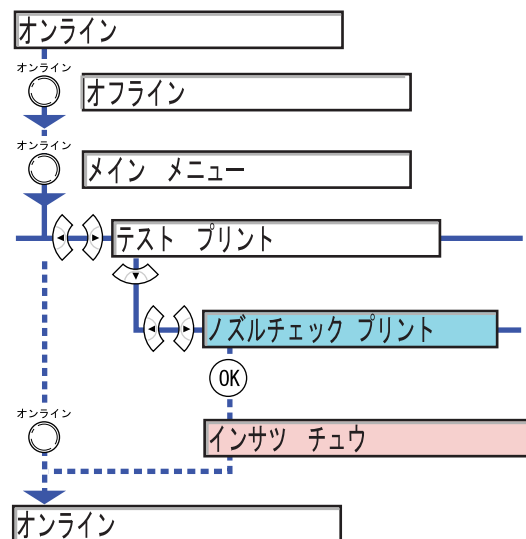 オンライン
オンライン
オフライン
オンライン
メイン メニュー
テスト プリント
ノズルチェック プリント
OK
オンライン
インサツ チュウ
オンライン